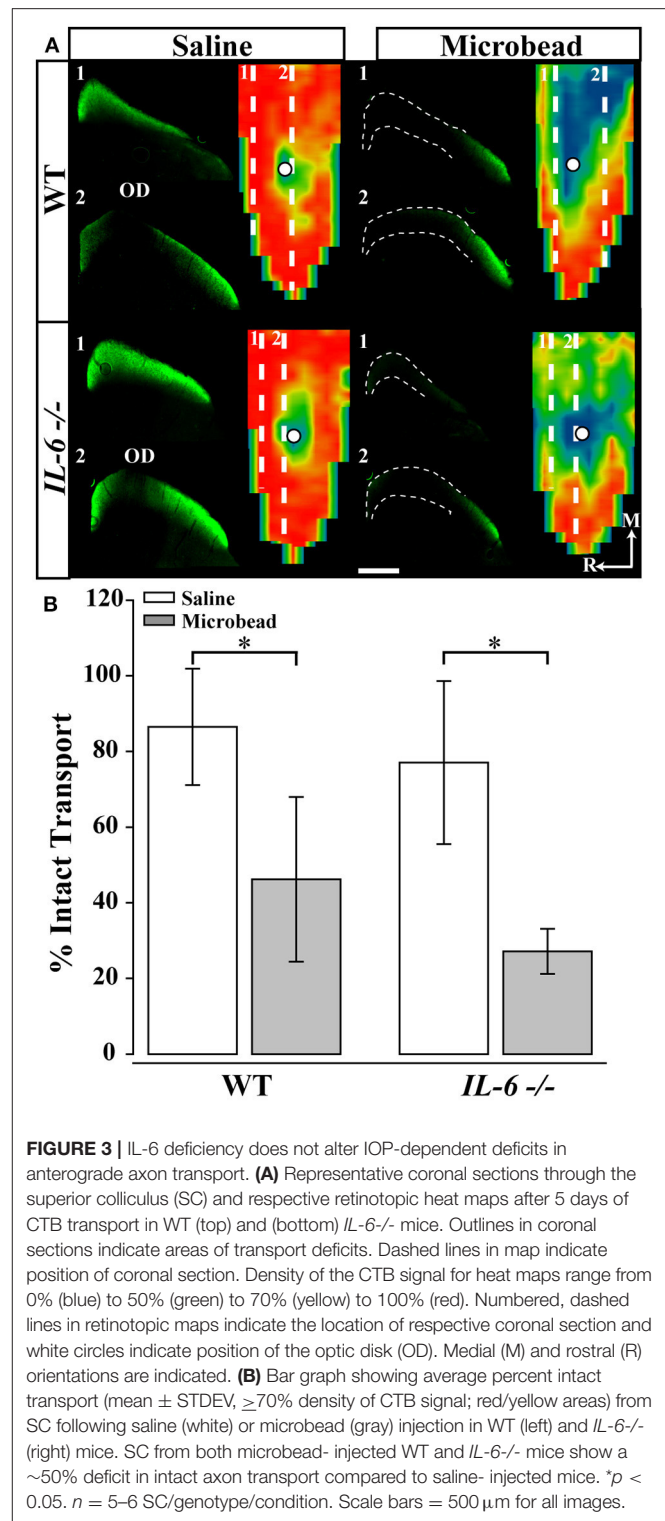 A
Saline
Microbead
WT
1
2
OD
1 2
1
2
1 2
IL-6 -/-
1
2
OD
1 2
1
2
1 2
M
R
B
120
100
80
60
40
20
0
% Intact Transport
Saline
Microbead
*
*
WT
IL-6 -/-
FIGURE 3 | IL-6 deficiency does not alter IOP-dependent deficits in
anterograde axon transport. (A) Representative coronal sections through the
superior colliculus (SC) and respective retinotopic heat maps after 5 days of
CTB transport in WT (top) and (bottom) IL-6-/- mice. Outlines in coronal
sections indicate areas of transport deficits. Dashed lines in map indicate
position of coronal section. Density of the CTB signal for heat maps range from
0% (blue) to 50% (green) to 70% (yellow) to 100% (red). Numbered, dashed
lines in retinotopic maps indicate the location of respective coronal section and
white circles indicate position of the optic disk (OD). Medial (M) and rostral (R)
orientations are indicated. (B) Bar graph showing average percent intact
transport (mean ± STDEV, ≥70% density of CTB signal; red/yellow areas) from
SC following saline (white) or microbead (gray) injection in WT (left) and IL-6-/-
(right) mice. SC from both microbead- injected WT and IL-6-/- mice show a
∼50% deficit in intact axon transport compared to saline- injected mice. *p <
0.05. n = 5–6 SC/genotype/condition. Scale bars = 500 μm for all images.